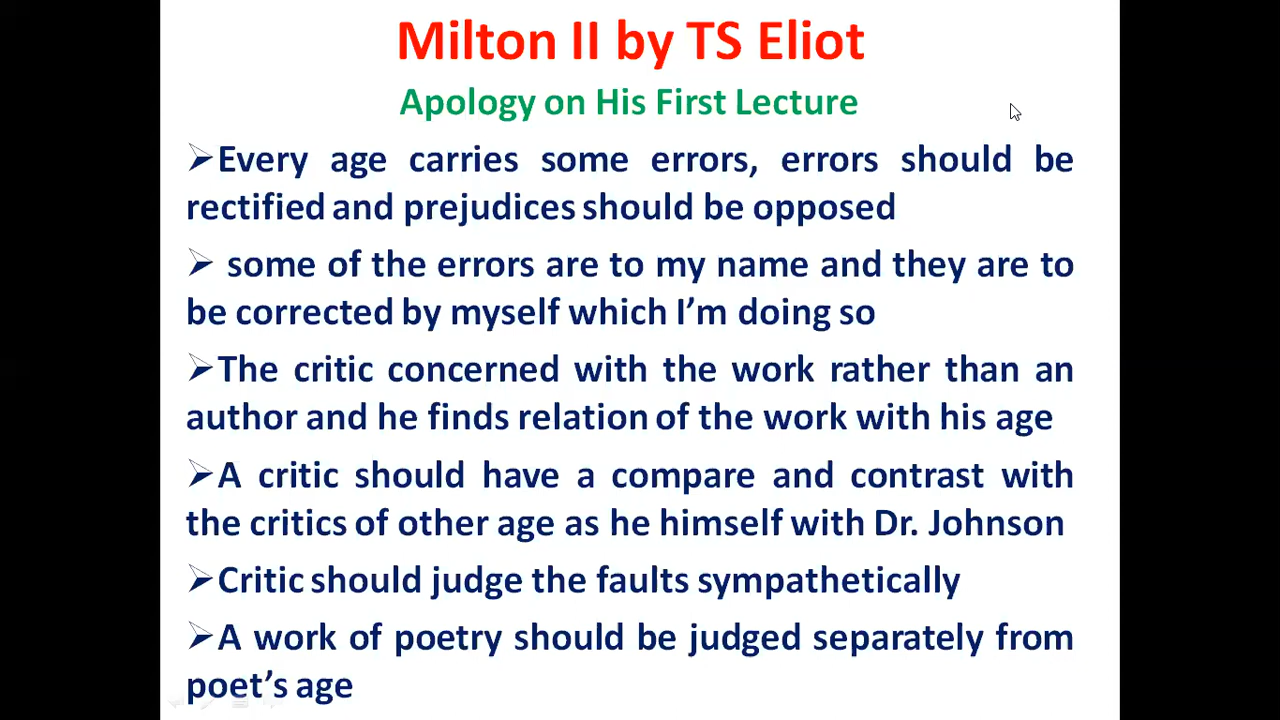 Milton II by TS Eliot
Apology on His First Lecture
➢Every age carries some errors, errors should be
rectified and prejudices should be opposed
➢ some of the errors are to my name and they are to
be corrected by myself which I’m doing so
➢The critic concerned with the work rather than an
author and he finds relation of the work with his age
➢A critic should have a compare and contrast with
the critics of other age as he himself with Dr. Johnson
➢Critic should judge the faults sympathetically
➢A work of poetry should be judged separately from
poet’s age